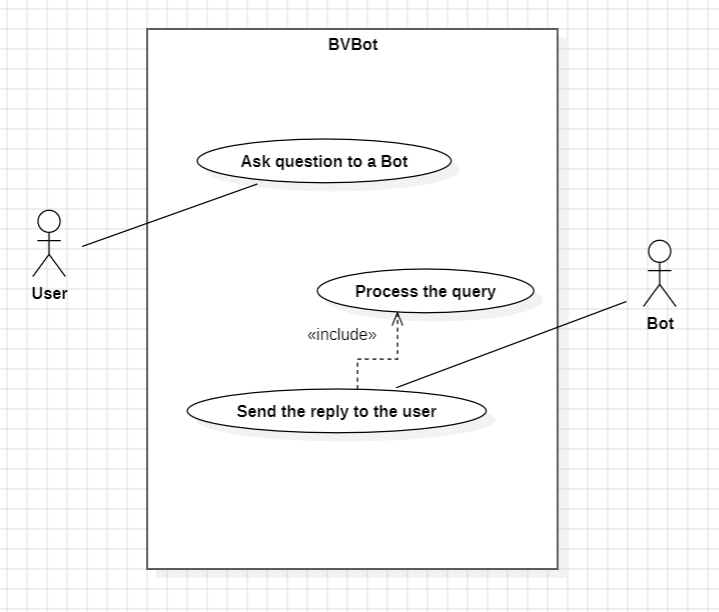 BVBot
Ask question to a Bot
User
Process the query
Bot
«include»
Send the reply to the user